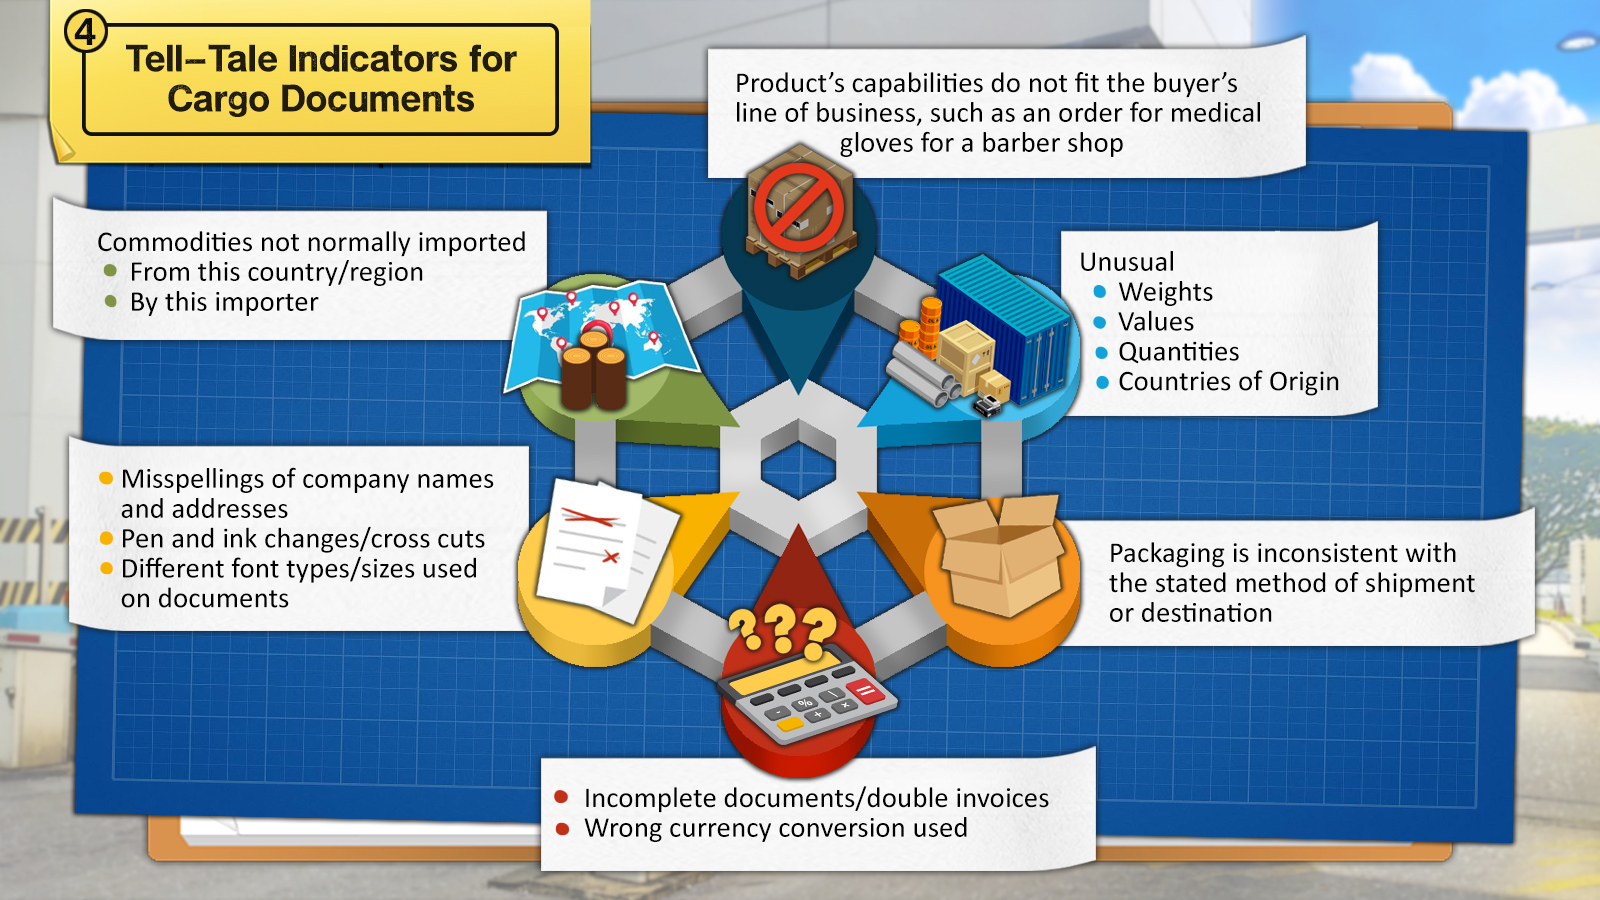 4
Tell–Tale Indicators for
Cargo Documents
Product’s capabilities do not fit the buyer’s
line of business, such as an order for medical
gloves for a barber shop
Commodities not normally imported
From this country/region
By this importer
Unusual
Weights
Values
Quantities
Countries of Origin
Misspellings of company names
and addresses
Pen and ink changes/cross cuts
Different font types/sizes used
on documents
Packaging is inconsistent with
the stated method of shipment
or destination
???
Incomplete documents/double invoices
Wrong currency conversion used